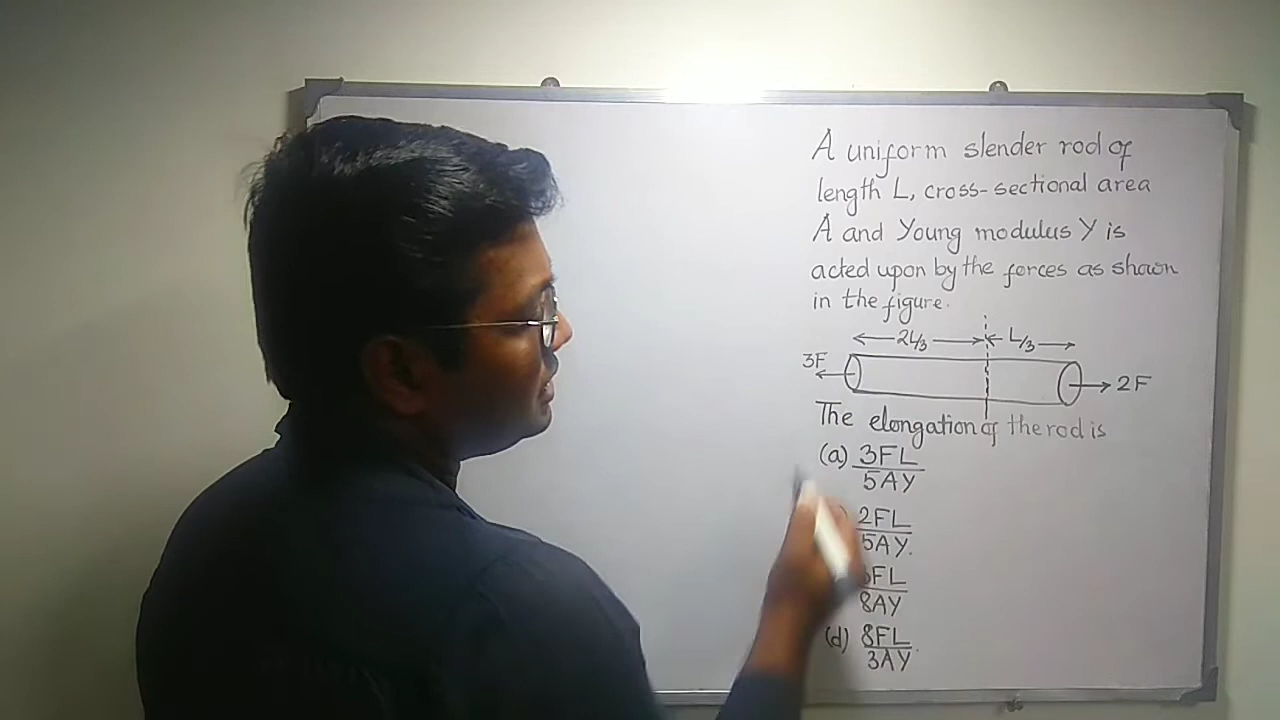 A uniform slender rod of
length L, cross-sectional area
A and Young modulus Y is
acted upon by the forces as shown
in the figure.
2L/3 L/3
3F
2F
The elongation of the rod is
(a) 3FL
5AY
) 2FL
5AY.
FL
8AY
(d) 8FL
3AY